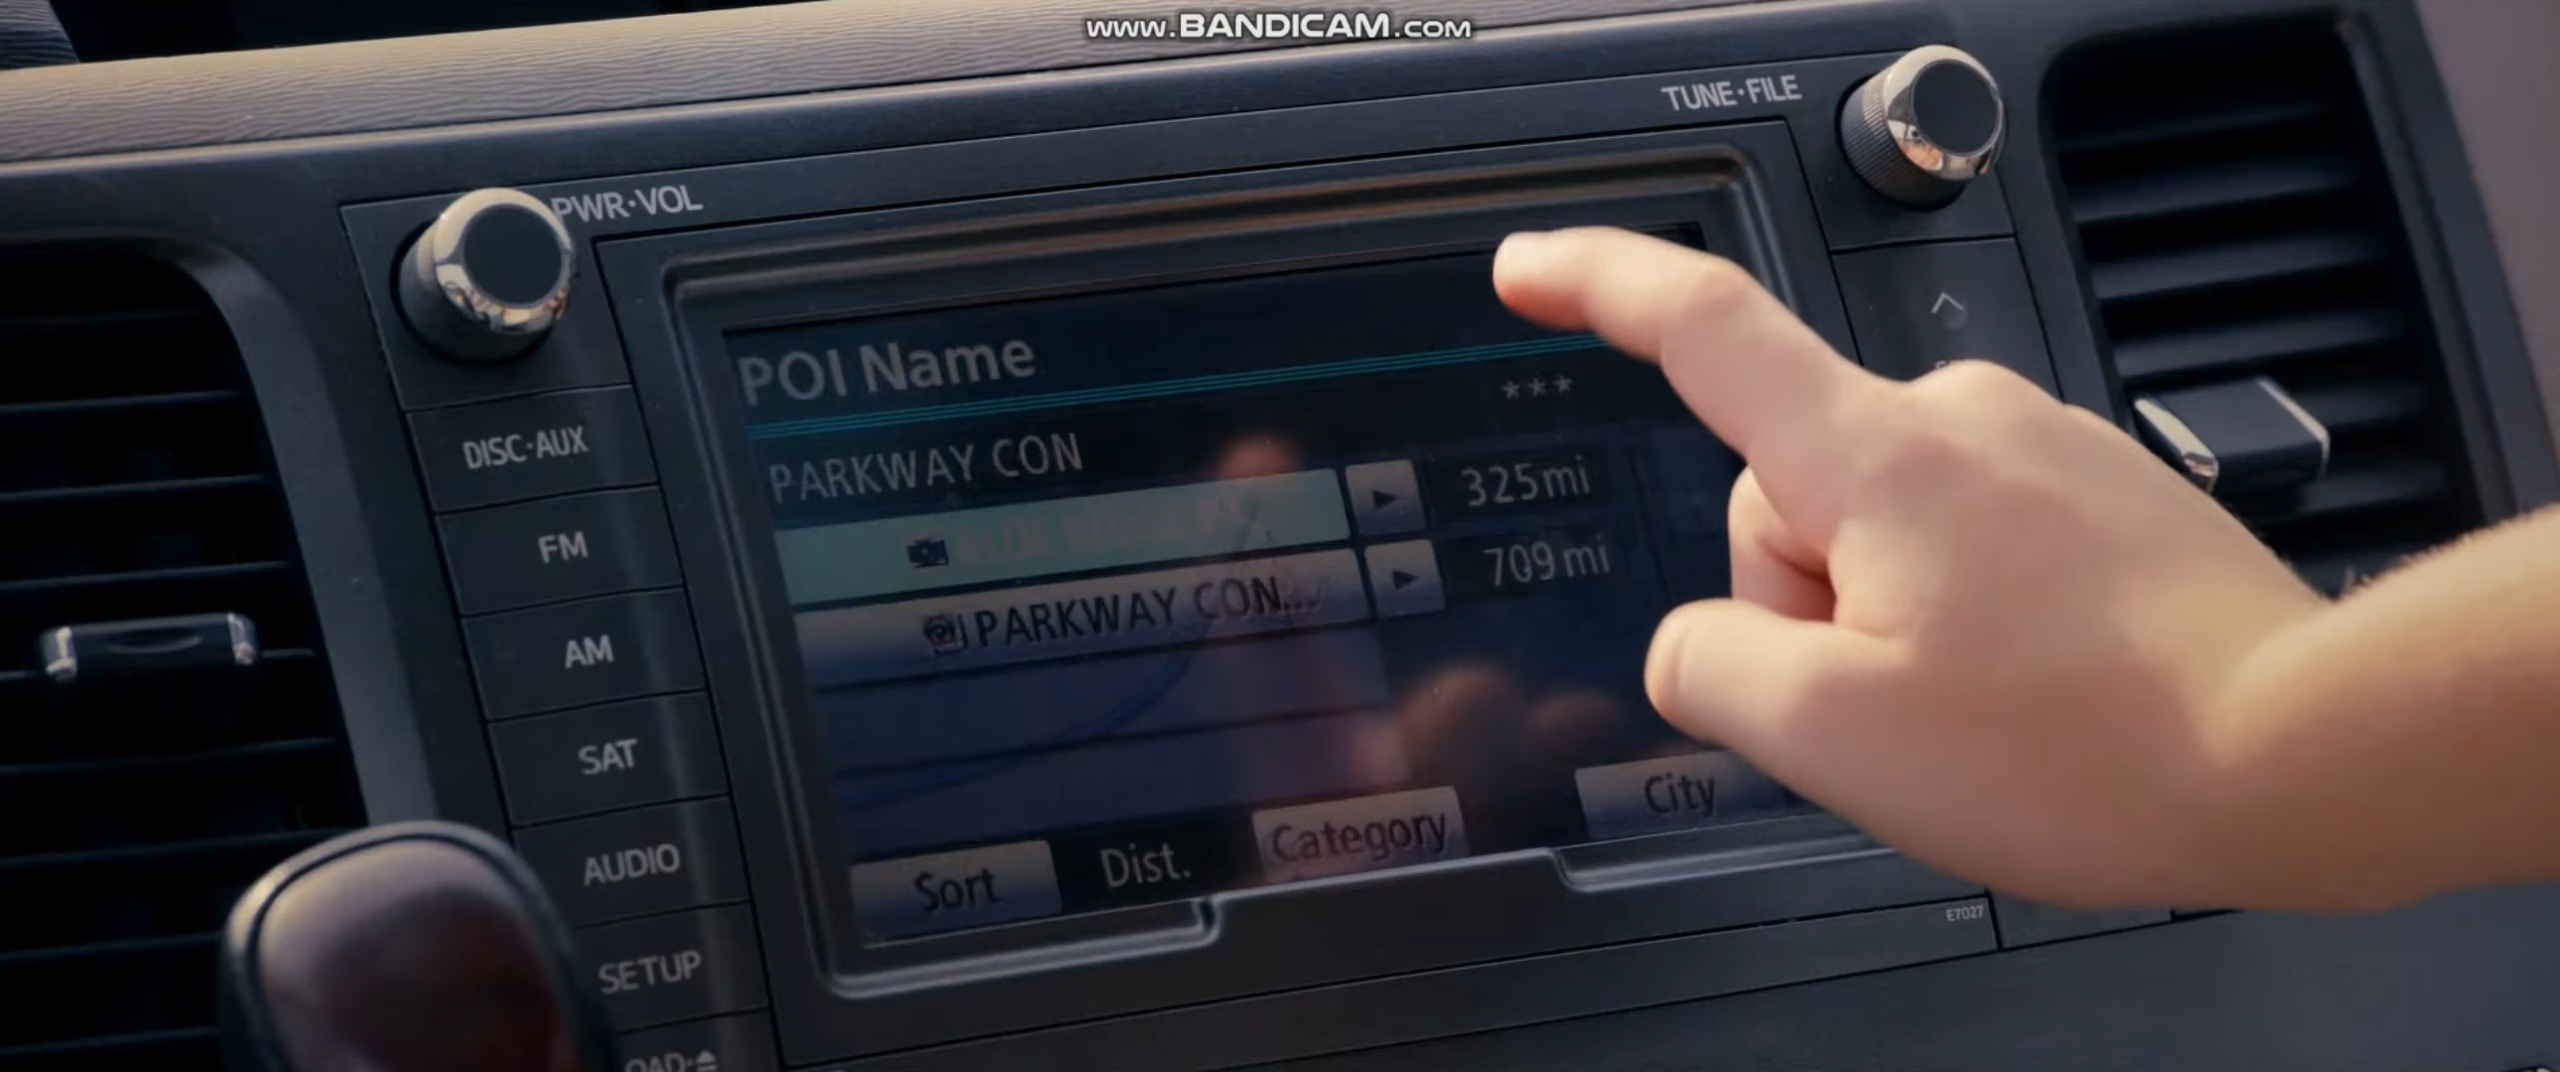 www.BANDICAM.com
TUNE·FILE
PWR·VOL
POI Name
DISC·AUX
***
PARKWAY CON
325mi
FM
709mi
PARKWAY CON...
AM
SAT
City
Category
AUDIO
Dist.
Sort
E7027
SETUP